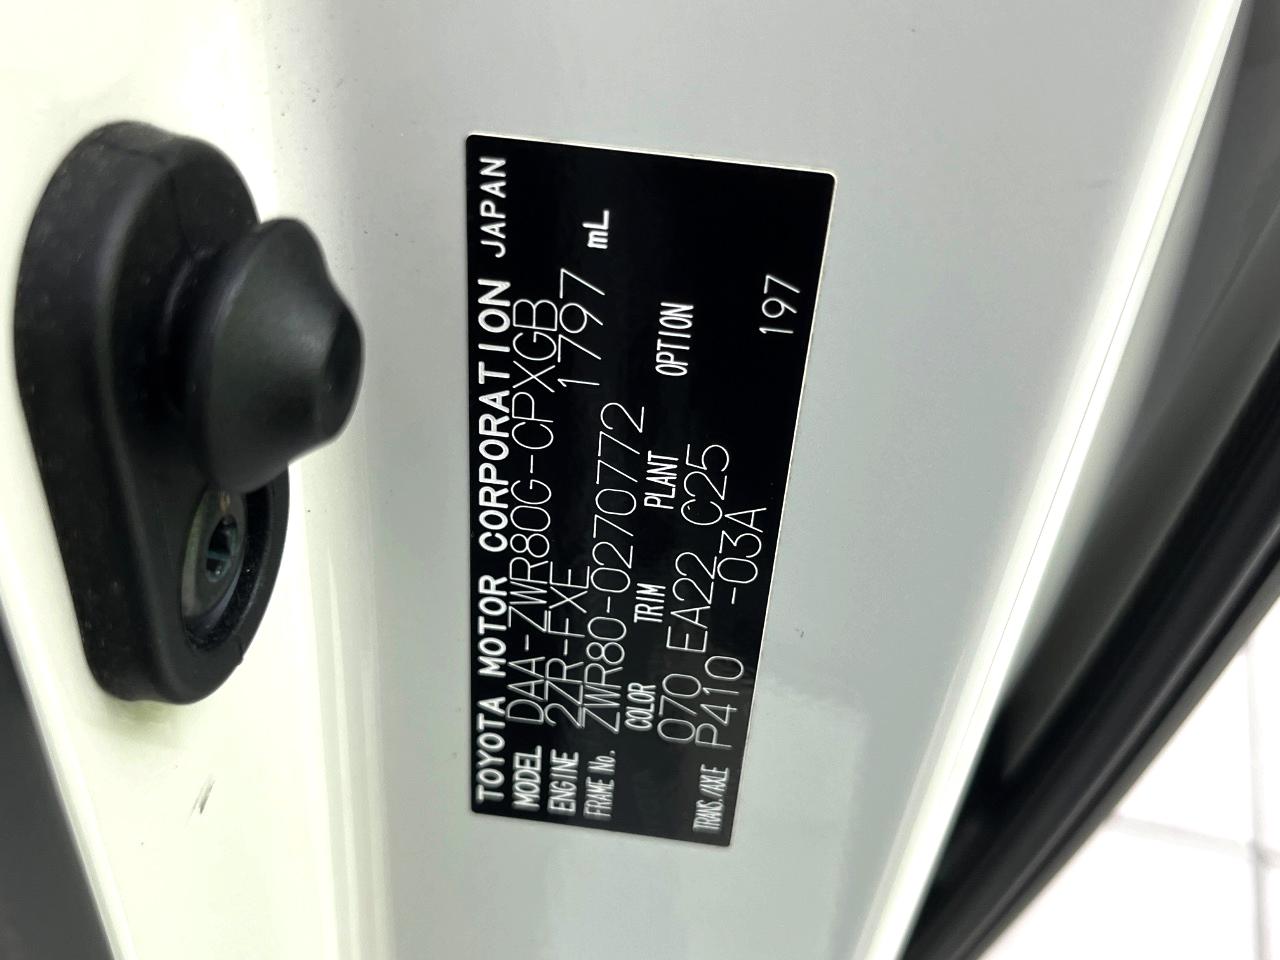 TOYOTA MOTOR CORPORATION JAPAN
MODEL DAA-ZWR80G-CPXGB
ENGINE 2ZR-FXE 1797 mL
FRAME No. ZWR80-0270772
COLOR TRIM PLANT OPTION
070 EA22 C25
TRANS./AXLE P410 -03A 197